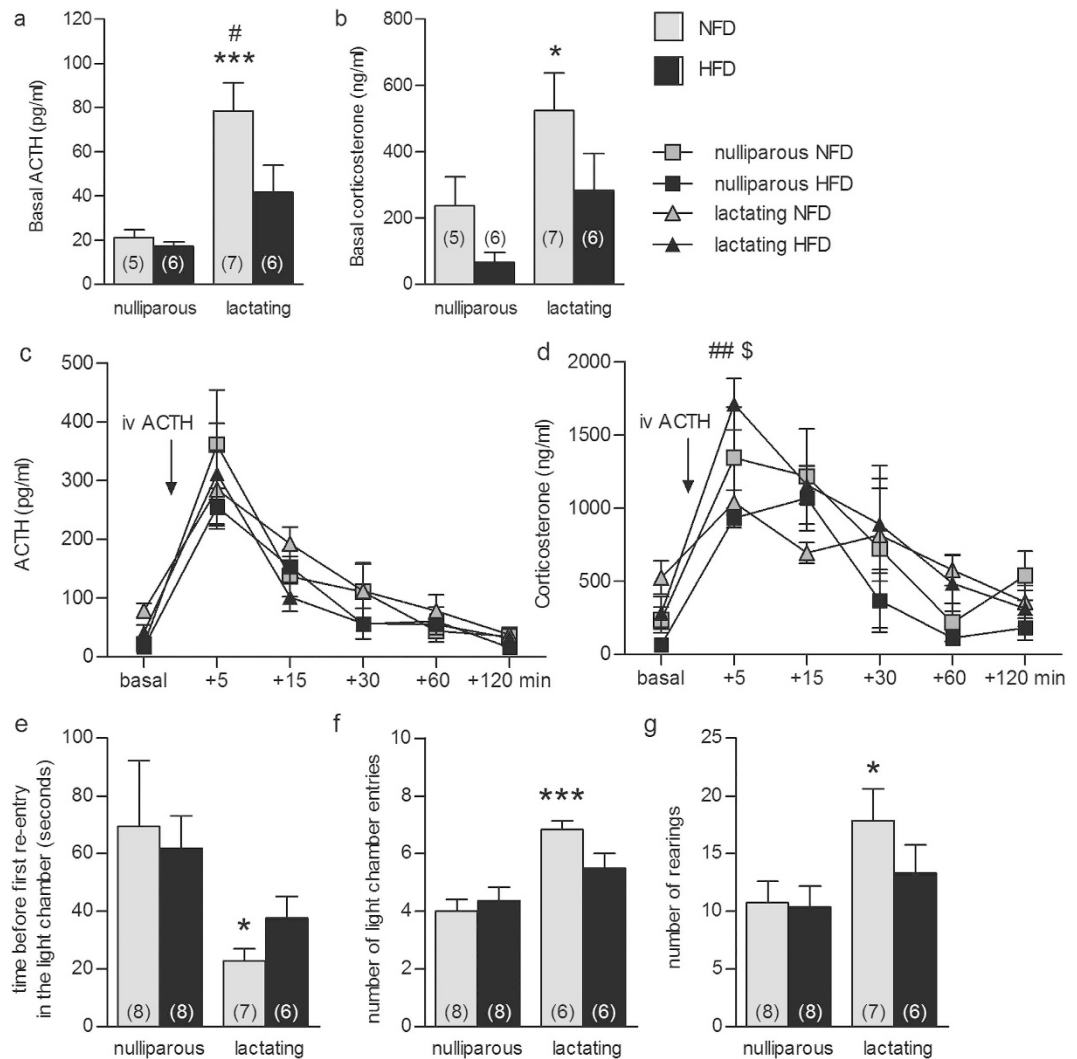 a
Basal ACTH (pg/ml)
100
80
60
40
20
0
#
***
(5)
(6)
(7)
(6)
nulliparous
lactating
b
Basal corticosterone (ng/ml)
800
600
400
200
0
*
(5)
(6)
(7)
(6)
nulliparous
lactating
NFD
HFD
nulliparous NFD
nulliparous HFD
lactating NFD
lactating HFD
c
ACTH (pg/ml)
500
400
300
200
100
0
iv ACTH
basal
+5
+15
+30
+60
+120 min
d
Corticosterone (ng/ml)
2000
1500
1000
500
0
## $
iv ACTH
basal
+5
+15
+30
+60
+120 min
e
time before first re-entry
in the light chamber (seconds)
100
80
60
40
20
0
*
(8)
(8)
(7)
(6)
nulliparous
lactating
f
number of light chamber entries
10
8
6
4
2
0
***
(8)
(8)
(6)
(6)
nulliparous
lactating
g
number of rearings
25
20
15
10
5
0
*
(8)
(8)
(7)
(6)
nulliparous
lactating